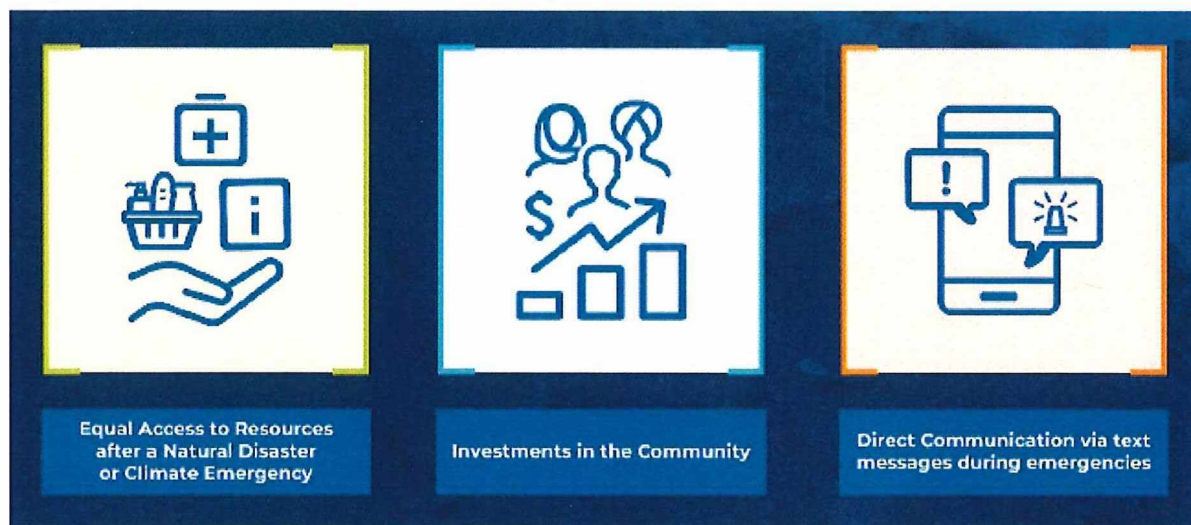 Equal Access to Resources
after a Natural Disaster
or Climate Emergency
Investments in the Community
Direct Communication via text
messages during emergencies